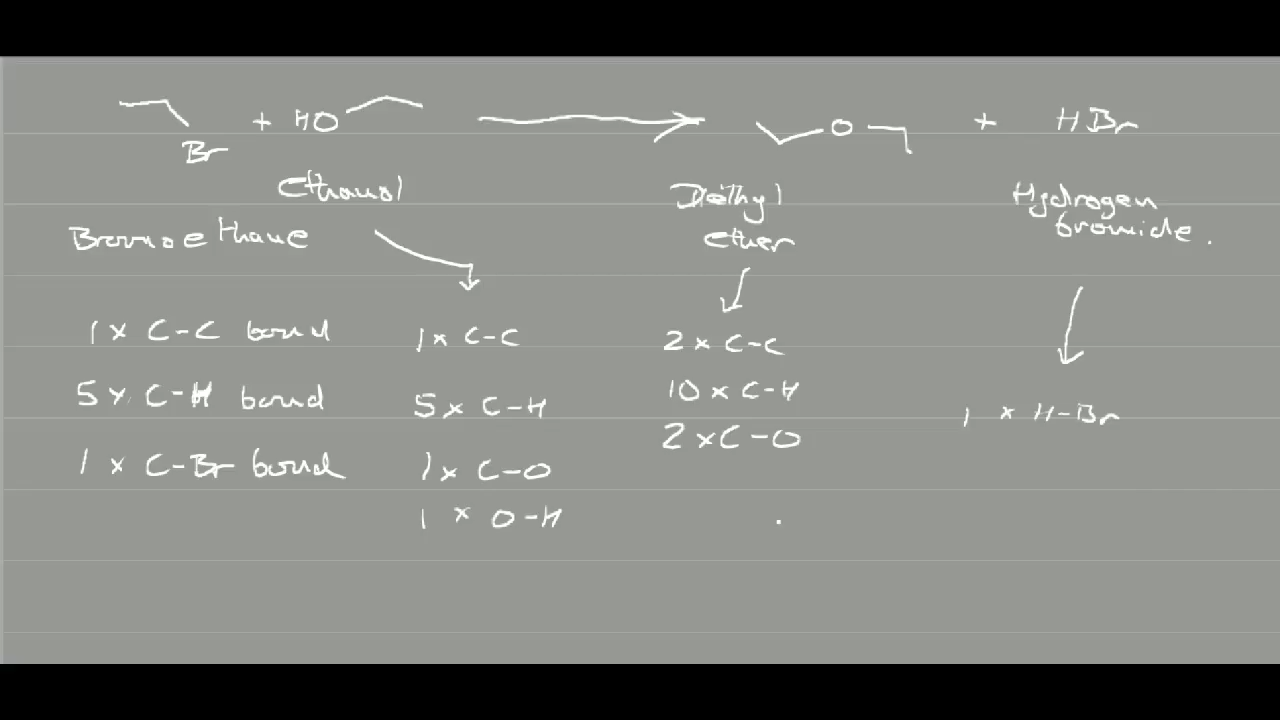 Br + HO → O + HBr
Ethanol
Bromoethane
Diethyl
ether
Hydrogen
bromide.
1 x C-C bond
5 x C-H bond
1 x C-Br bond
1 x C-C
5 x C-H
1 x C-O
1 x O-H
2 x C-C
10 x C-H
2 x C-O
1 x H-Br